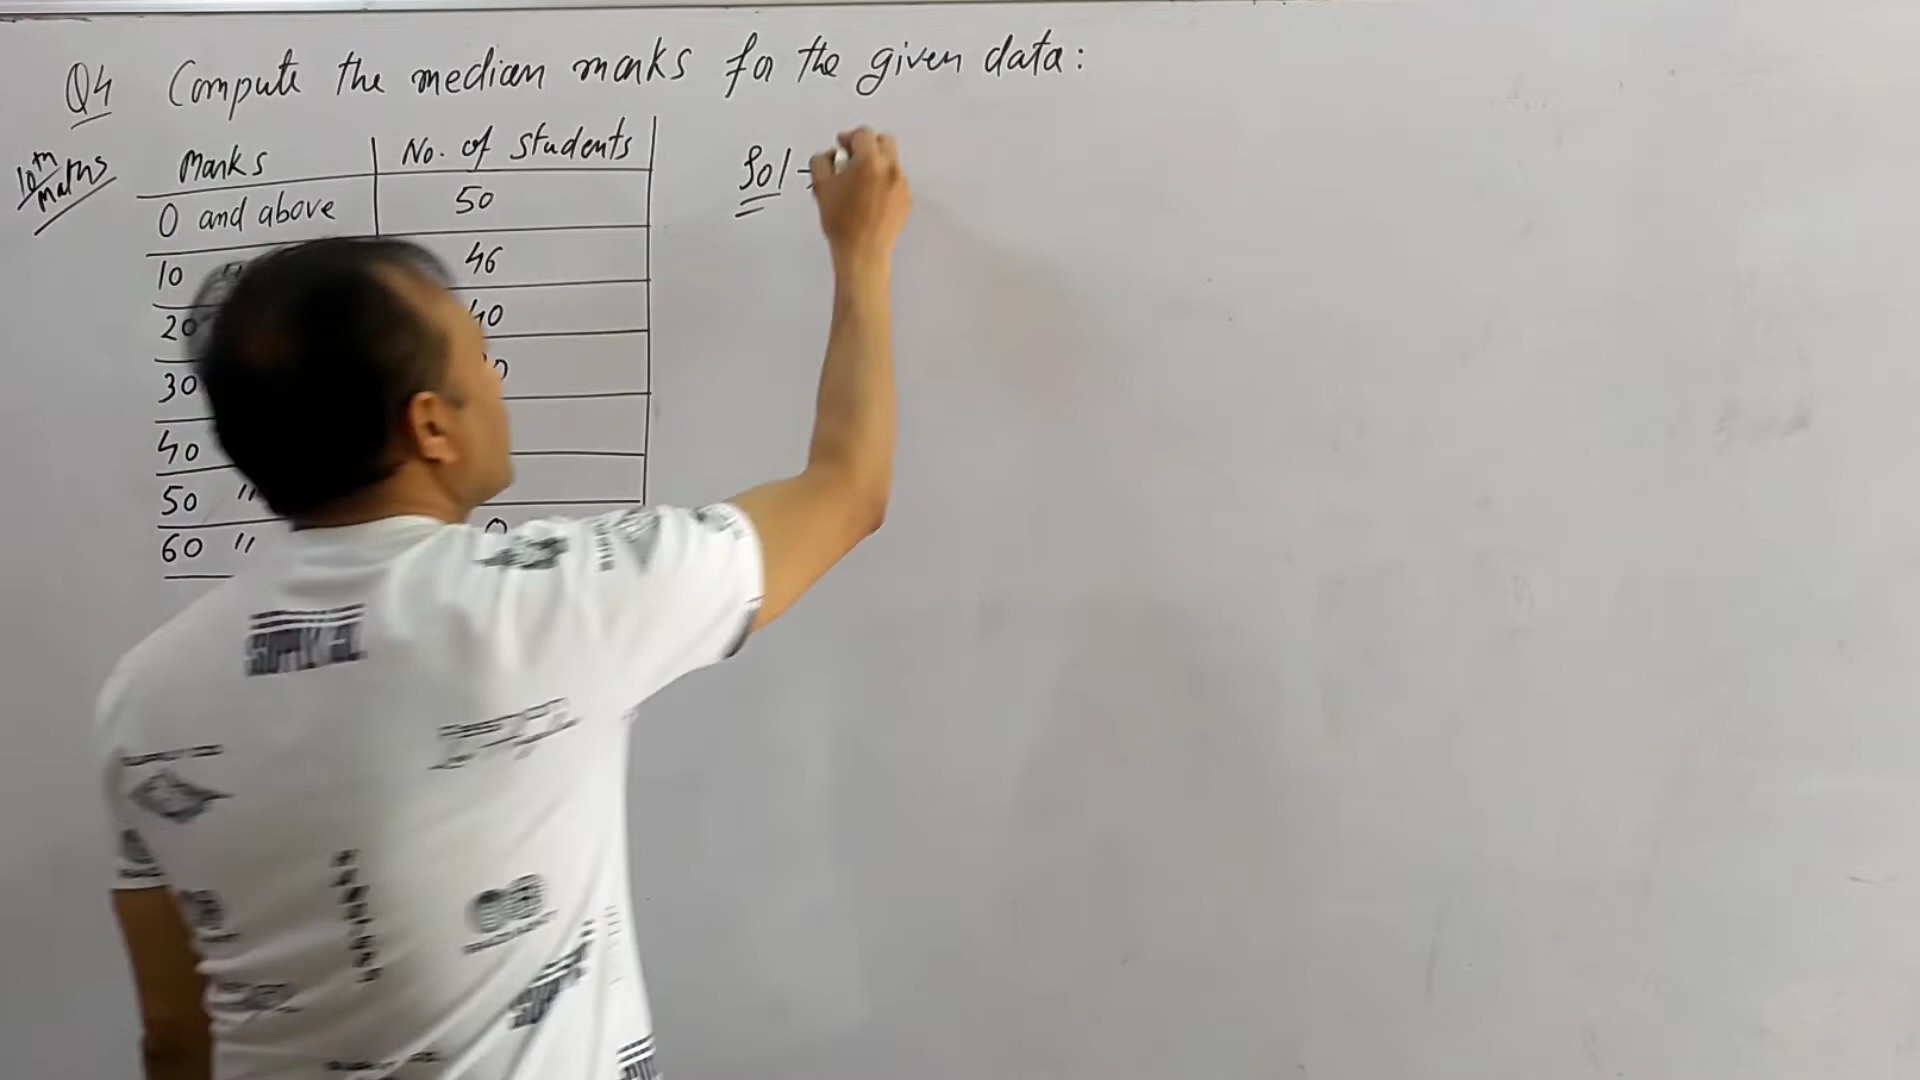 Q4 Compute the median marks for the given data:
10th maths
Marks No. of students
0 and above 50
10 " 46
20 40
30
40
50 "
60 " 0
Sol